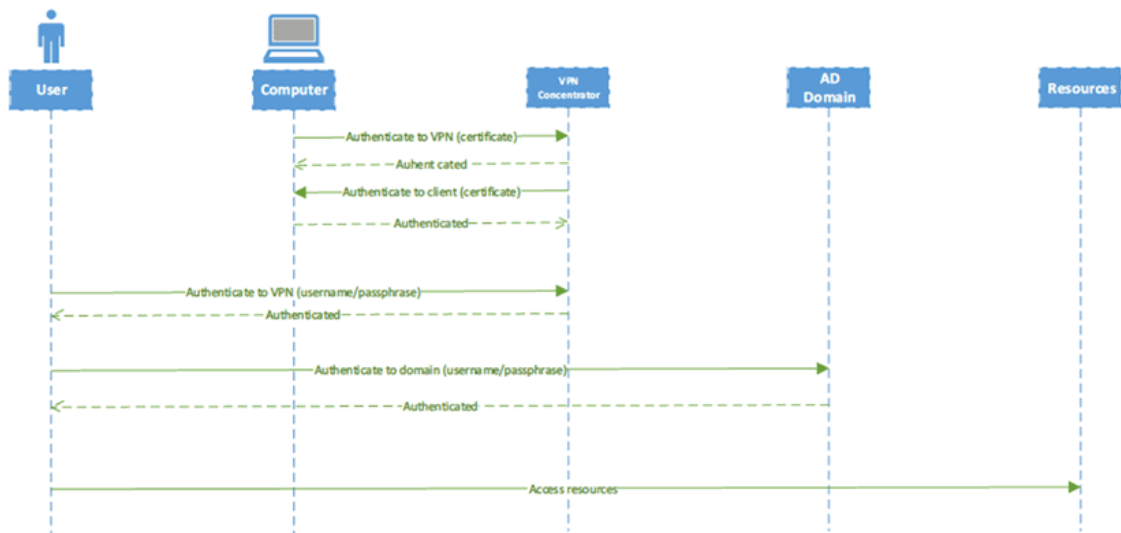 User
Computer
VPN
Concentrator
AD
Domain
Resources
Authenticate to VPN (certificate)
Auhent cated
Authenticate to client (certificate)
Authenticated
Authenticate to VPN (username/passphrase)
Authenticated
Authenticate to domain (username/passphrase)
Authenticated
Access resources